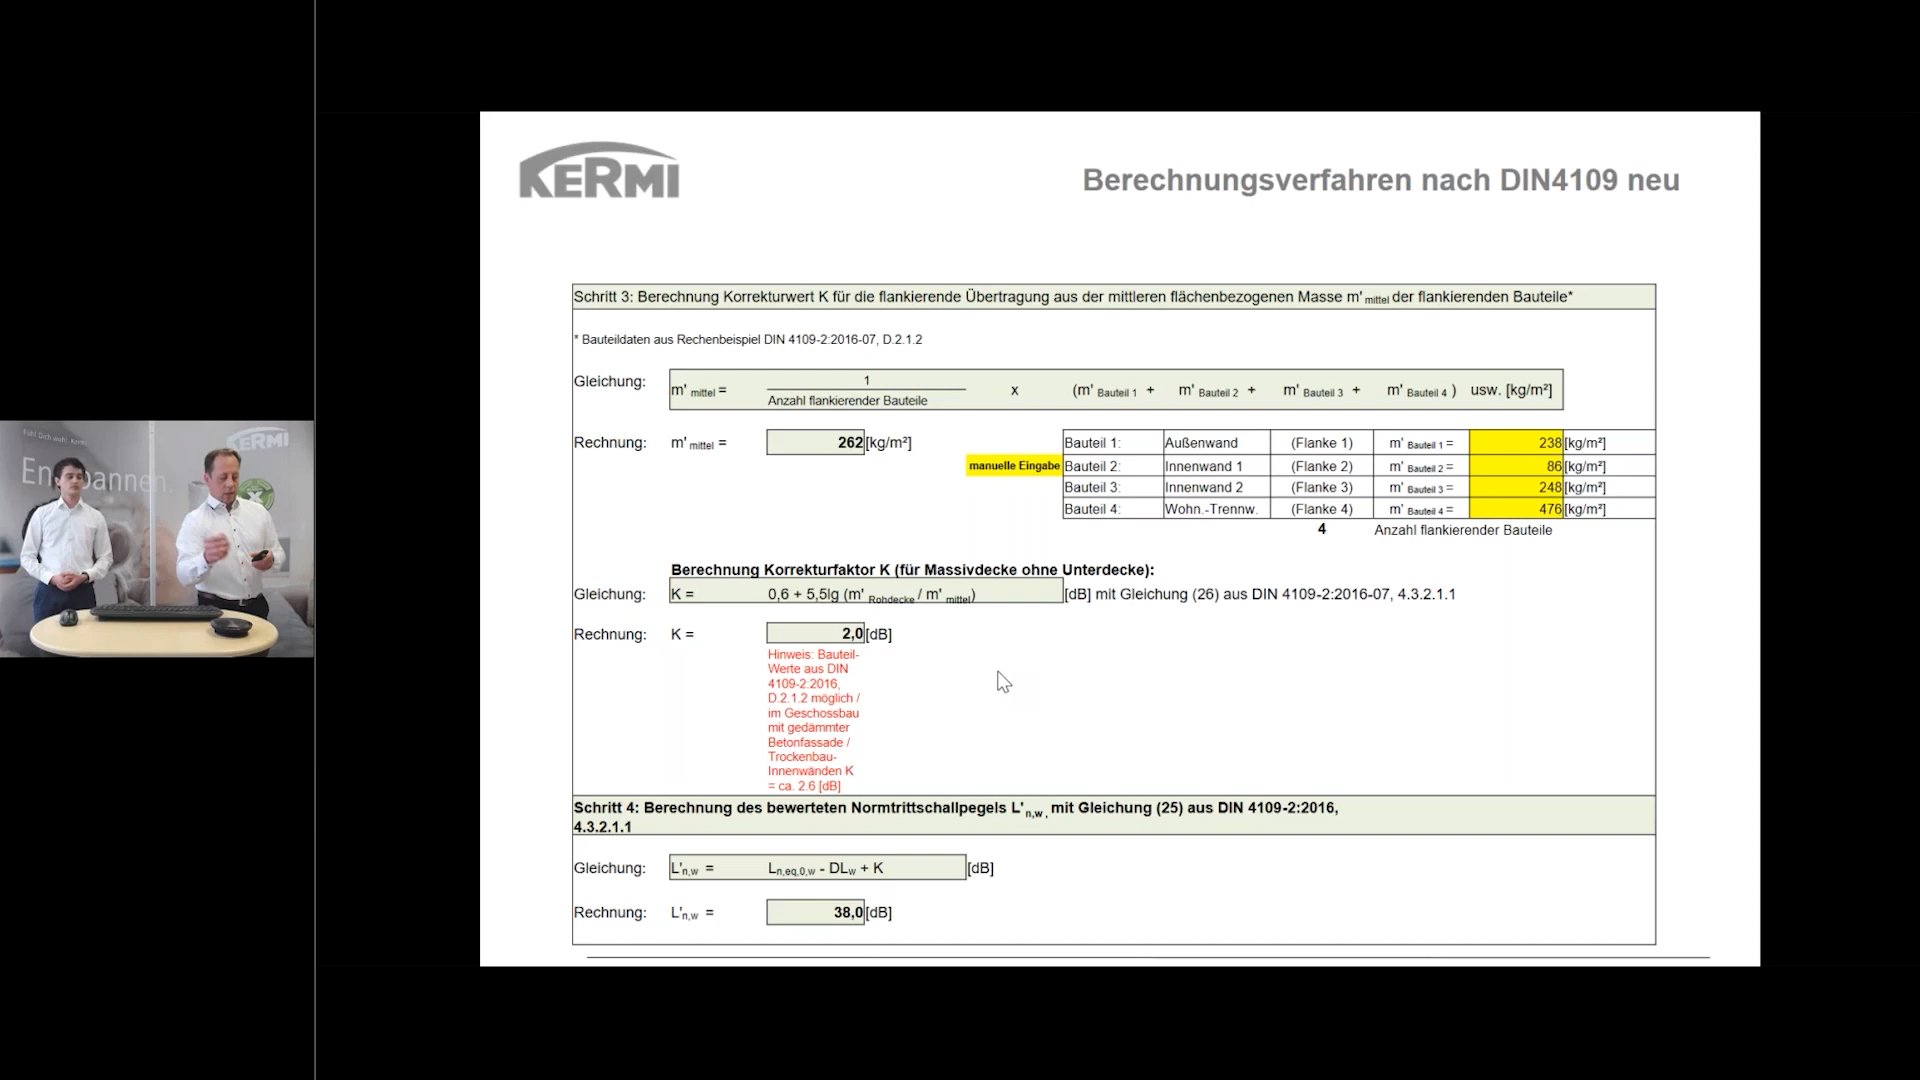 KERMI
Berechnungsverfahren nach DIN4109 neu
Schritt 3: Berechnung Korrekturwert K für die flankierende Übertragung aus der mittleren flächenbezogenen Masse m' mittel der flankierenden Bauteile*
* Bauteildaten aus Rechenbeispiel DIN 4109-2:2016-07, D.2.1.2
Gleichung: m' mittel = 1 x (m' Bauteil 1 + m' Bauteil 2 + m' Bauteil 3 + m' Bauteil 4 ) usw. [kg/m²]
Anzahl flankierender Bauteile
Rechnung: m' mittel = 262 [kg/m²] Bauteil 1: Außenwand (Flanke 1) m' Bauteil 1 = 238 [kg/m²]
manuelle Eingabe Bauteil 2: Innenwand 1 (Flanke 2) m' Bauteil 2 = 86 [kg/m²]
Bauteil 3: Innenwand 2 (Flanke 3) m' Bauteil 3 = 248 [kg/m²]
Bauteil 4: Wohn.-Trennw. (Flanke 4) m' Bauteil 4 = 476 [kg/m²]
4 Anzahl flankierender Bauteile
Berechnung Korrekturfaktor K (für Massivdecke ohne Unterdecke):
Gleichung: K = 0,6 + 5,5lg (m' Rohdecke / m' mittel) [dB] mit Gleichung (26) aus DIN 4109-2:2016-07, 4.3.2.1.1
Rechnung: K = 2,0 [dB]
Hinweis: Bauteil-
Werte aus DIN
4109-2:2016,
D.2.1.2 möglich /
im Geschossbau
mit gedämmter
Betonfassade /
Trockenbau-
Innenwänden K
= ca. 2.6 [dB]
Schritt 4: Berechnung des bewerteten Normtrittschallpegels L'n,w , mit Gleichung (25) aus DIN 4109-2:2016,
4.3.2.1.1
Gleichung: L'n,w = Ln,eq,0,w - DLw + K [dB]
Rechnung: L'n,w = 38,0 [dB]
Fühl Dich wohl. Kermi
KERMI